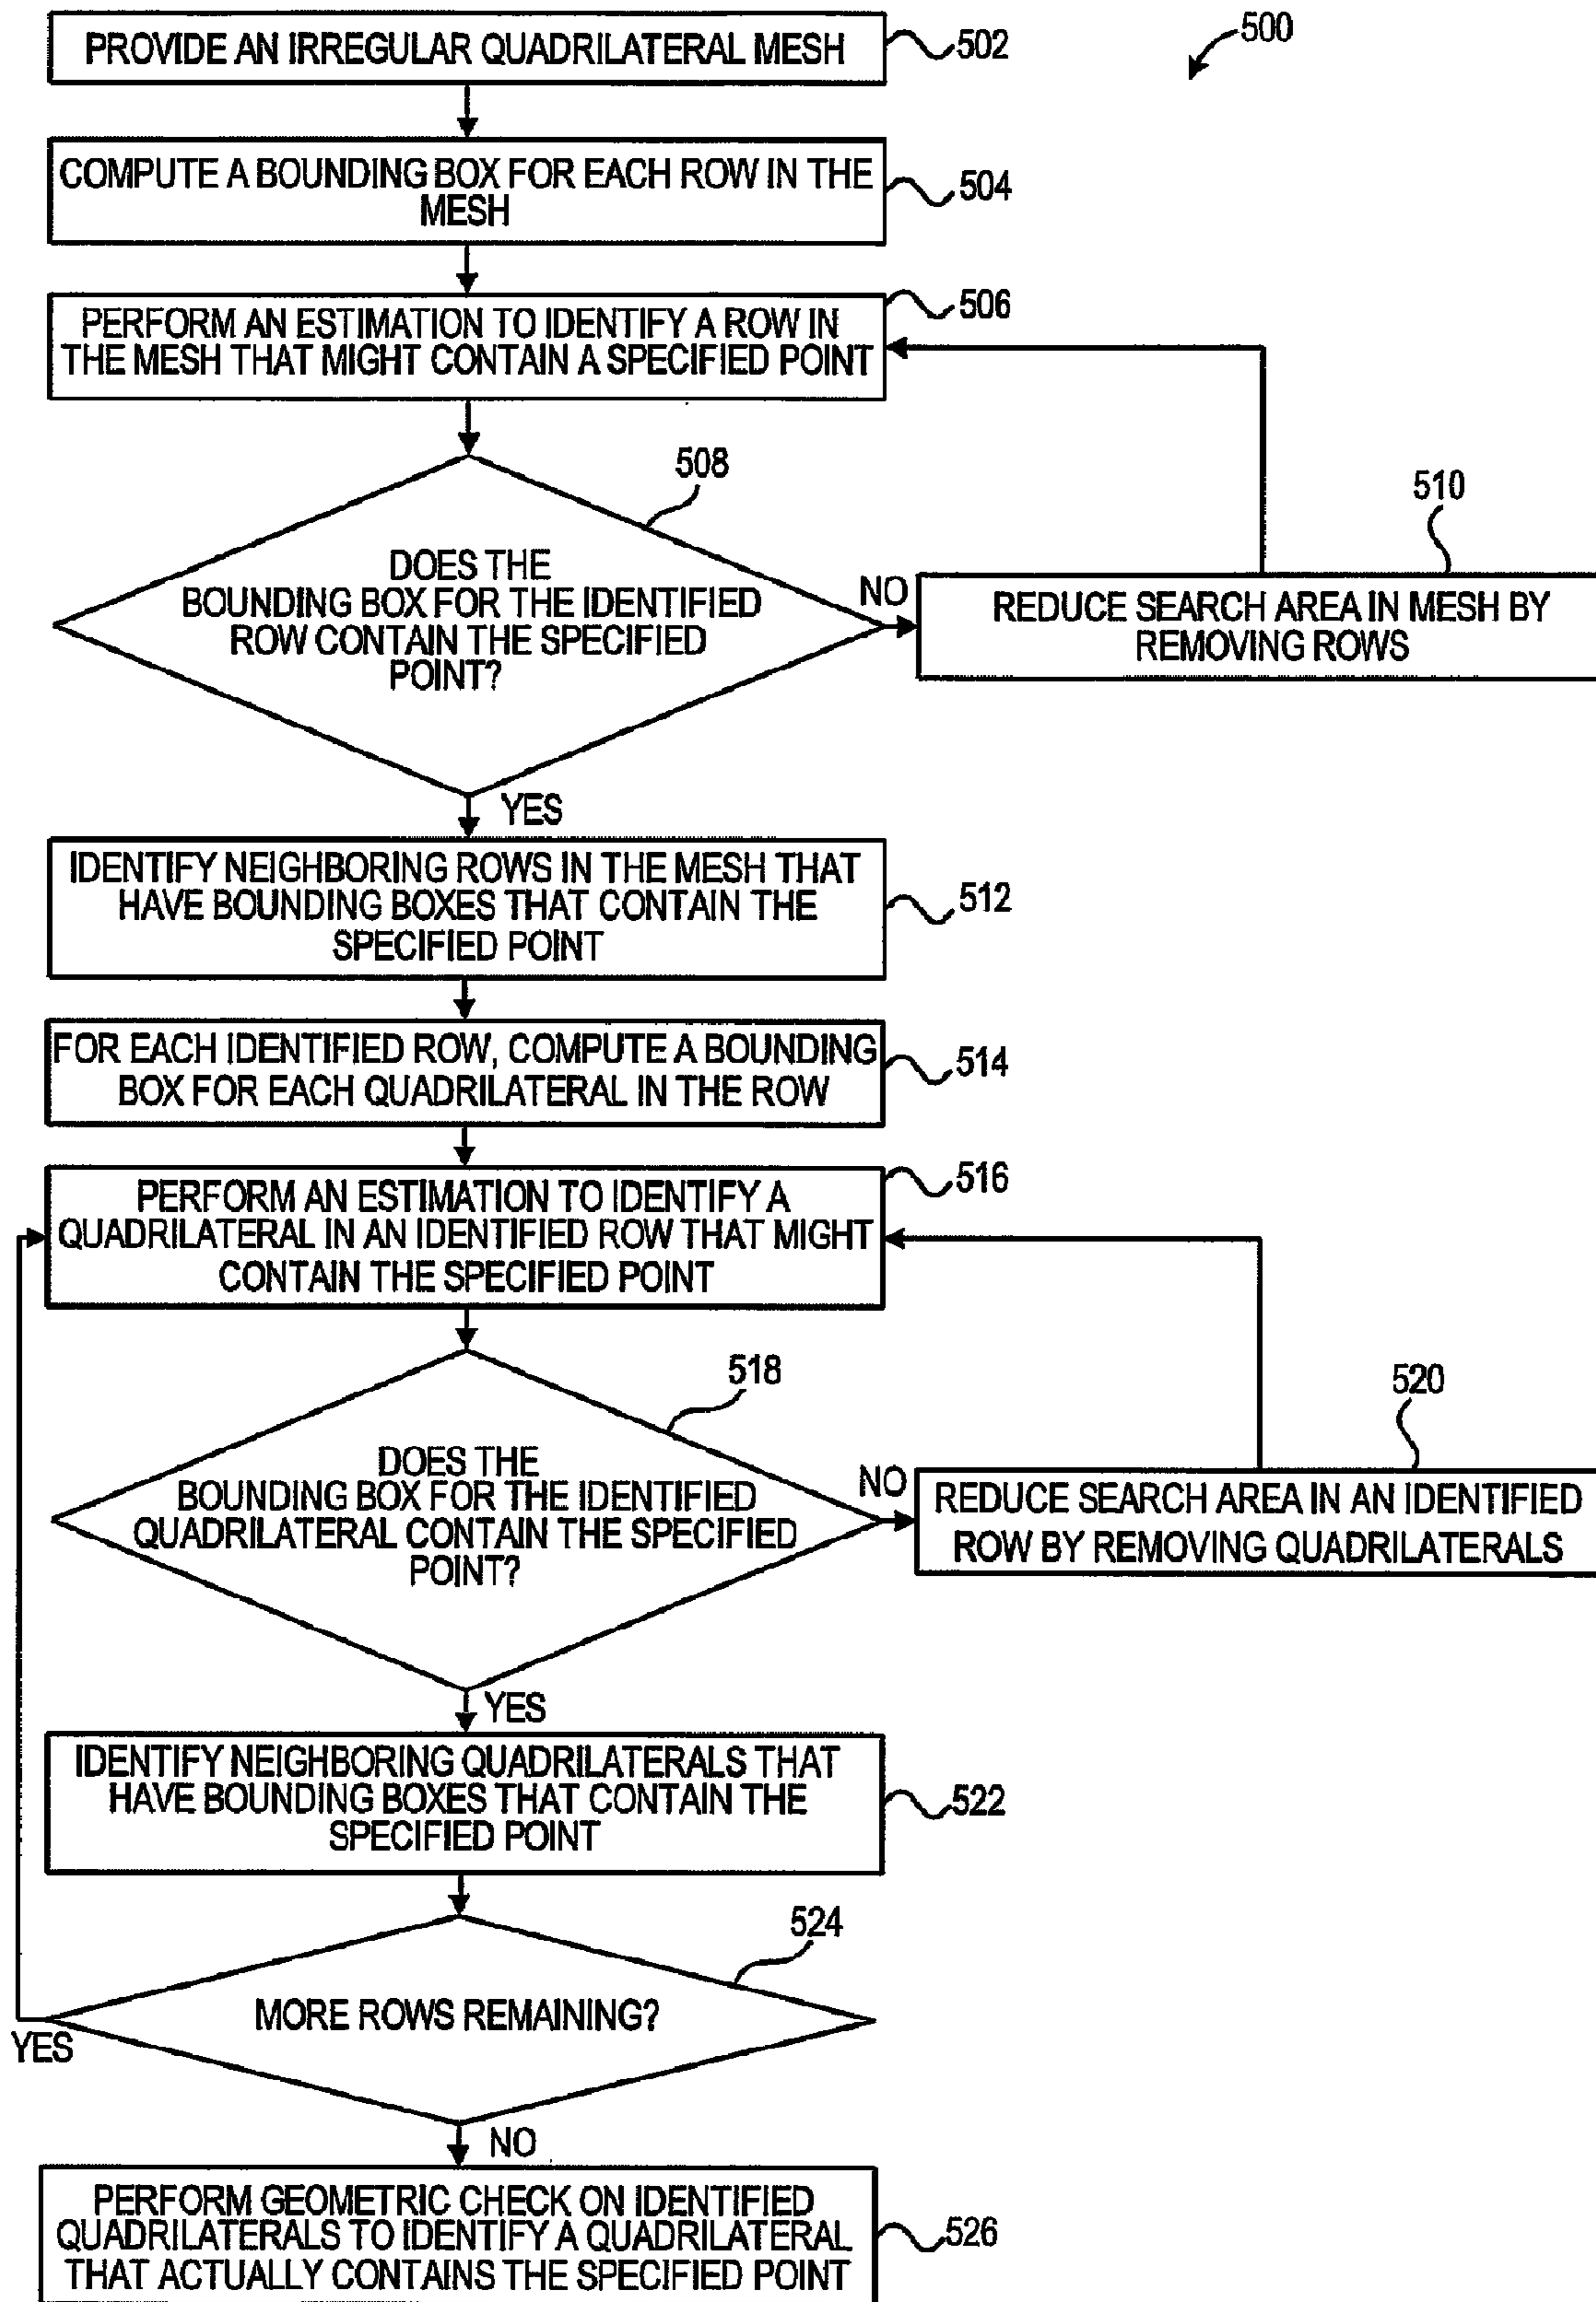 500
PROVIDE AN IRREGULAR QUADRILATERAL MESH
502
COMPUTE A BOUNDING BOX FOR EACH ROW IN THE
MESH
504
PERFORM AN ESTIMATION TO IDENTIFY A ROW IN
THE MESH THAT MIGHT CONTAIN A SPECIFIED POINT
506
508
DOES THE
BOUNDING BOX FOR THE IDENTIFIED
ROW CONTAIN THE SPECIFIED
POINT?
NO
510
REDUCE SEARCH AREA IN MESH BY
REMOVING ROWS
YES
IDENTIFY NEIGHBORING ROWS IN THE MESH THAT
HAVE BOUNDING BOXES THAT CONTAIN THE
SPECIFIED POINT
512
FOR EACH IDENTIFIED ROW, COMPUTE A BOUNDING
BOX FOR EACH QUADRILATERAL IN THE ROW
514
PERFORM AN ESTIMATION TO IDENTIFY A
QUADRILATERAL IN AN IDENTIFIED ROW THAT MIGHT
CONTAIN THE SPECIFIED POINT
516
518
DOES THE
BOUNDING BOX FOR THE IDENTIFIED
QUADRILATERAL CONTAIN THE SPECIFIED
POINT?
NO
520
REDUCE SEARCH AREA IN AN IDENTIFIED
ROW BY REMOVING QUADRILATERALS
YES
IDENTIFY NEIGHBORING QUADRILATERALS THAT
HAVE BOUNDING BOXES THAT CONTAIN THE
SPECIFIED POINT
522
524
MORE ROWS REMAINING?
YES
NO
PERFORM GEOMETRIC CHECK ON IDENTIFIED
QUADRILATERALS TO IDENTIFY A QUADRILATERAL
THAT ACTUALLY CONTAINS THE SPECIFIED POINT
526